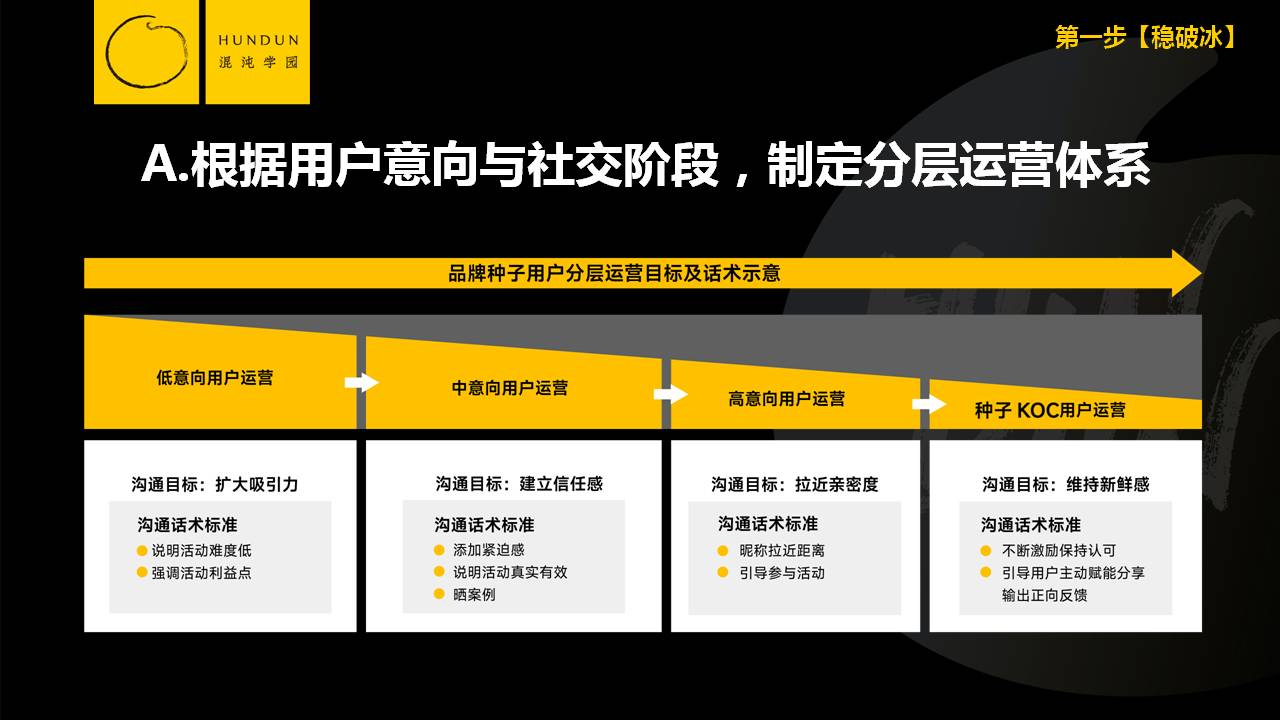 HUNDUN
混沌学园
第一步【稳破冰】
A.根据用户意向与社交阶段，制定分层运营体系
品牌种子用户分层运营目标及话术示意
低意向用户运营
中意向用户运营
高意向用户运营
种子 KOC用户运营
沟通目标：扩大吸引力
沟通话术标准
说明活动难度低
强调活动利益点
沟通目标：建立信任感
沟通话术标准
添加紧迫感
说明活动真实有效
晒案例
沟通目标：拉近亲密度
沟通话术标准
昵称拉近距离
引导参与活动
沟通目标：维持新鲜感
沟通话术标准
不断激励保持认可
引导用户主动赋能分享
输出正向反馈